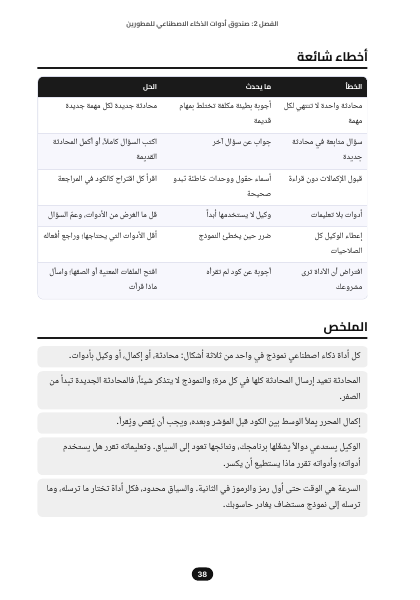 الفصل 2: صندوق أدوات الذكاء الاصطناعي للمطورين
أخطاء شائعة
الخطأ ما يحدث الحل
محادثة واحدة لا تنتهي لكل أجوبة بطيئة مكلفة تختلط بمهام محادثة جديدة لكل مهمة جديدة
مهمة قديمة
سؤال متابعة في محادثة جواب عن سؤال آخر اكتب السؤال كاملاً، أو أكمل المحادثة
جديدة القديمة
قبول الإكمالات دون قراءة أسماء حقول ووحدات خاطئة تبدو اقرأ كل اقتراح كالكود في المراجعة
صحيحة
أدوات بلا تعليمات وكيل لا يستخدمها أبداً قل ما الغرض من الأدوات، وعمّ السؤال
إعطاء الوكيل كل ضرر حين يخطئ النموذج أقل الأدوات التي يحتاجها؛ وراجع أفعاله
الصلاحيات
افتراض أن الأداة ترى أجوبة عن كود لم تقرأه افتح الملفات المعنية أو الصقها؛ واسأل
مشروعك ماذا قرأت
الملخص
كل أداة ذكاء اصطناعي نموذج في واحد من ثلاثة أشكال: محادثة، أو إكمال، أو وكيل بأدوات.
المحادثة تعيد إرسال المحادثة كلها في كل مرة؛ والنموذج لا يتذكر شيئاً، فالمحادثة الجديدة تبدأ من
الصفر.
إكمال المحرر يملأ الوسط بين الكود قبل المؤشر وبعده، ويجب أن يُقص ويُقرأ.
الوكيل يستدعي دوالاً يشغّلها برنامجك، ونتائجها تعود إلى السياق. وتعليماته تقرر هل يستخدم
أدواته؛ وأدواته تقرر ماذا يستطيع أن يكسر.
السرعة هي الوقت حتى أول رمز والرموز في الثانية. والسياق محدود، فكل أداة تختار ما ترسله، وما
ترسله إلى نموذج مستضاف يغادر حاسوبك.
38